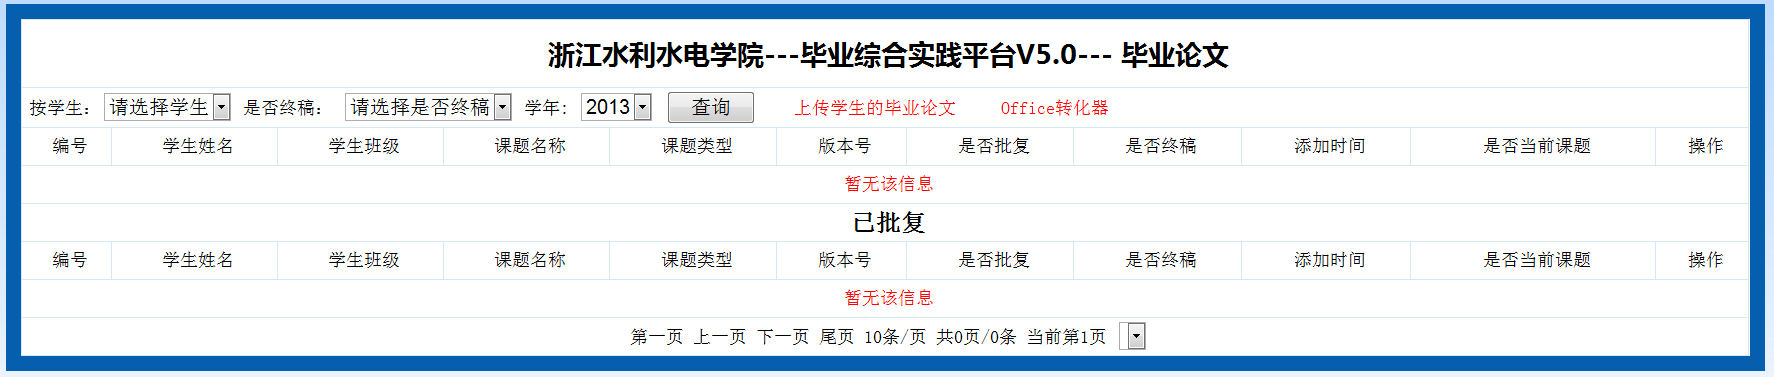 浙江水利水电学院---毕业综合实践平台V5.0--- 毕业论文
按学生： 请选择学生 是否终稿： 请选择是否终稿 学年： 2013 查询 上传学生的毕业论文 Office转化器
编号 学生姓名 学生班级 课题名称 课题类型 版本号 是否批复 是否终稿 添加时间 是否当前课题 操作
暂无该信息
已批复
编号 学生姓名 学生班级 课题名称 课题类型 版本号 是否批复 是否终稿 添加时间 是否当前课题 操作
暂无该信息
第一页 上一页 下一页 尾页 10条/页 共0页/0条 当前第1页